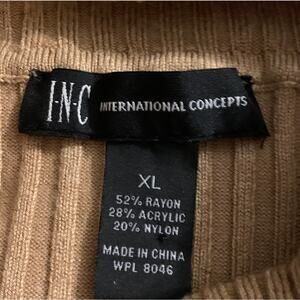 I·N·C INTERNATIONAL CONCEPTS
XL
52% RAYON
28% ACRYLIC
20% NYLON
MADE IN CHINA
WPL 8046